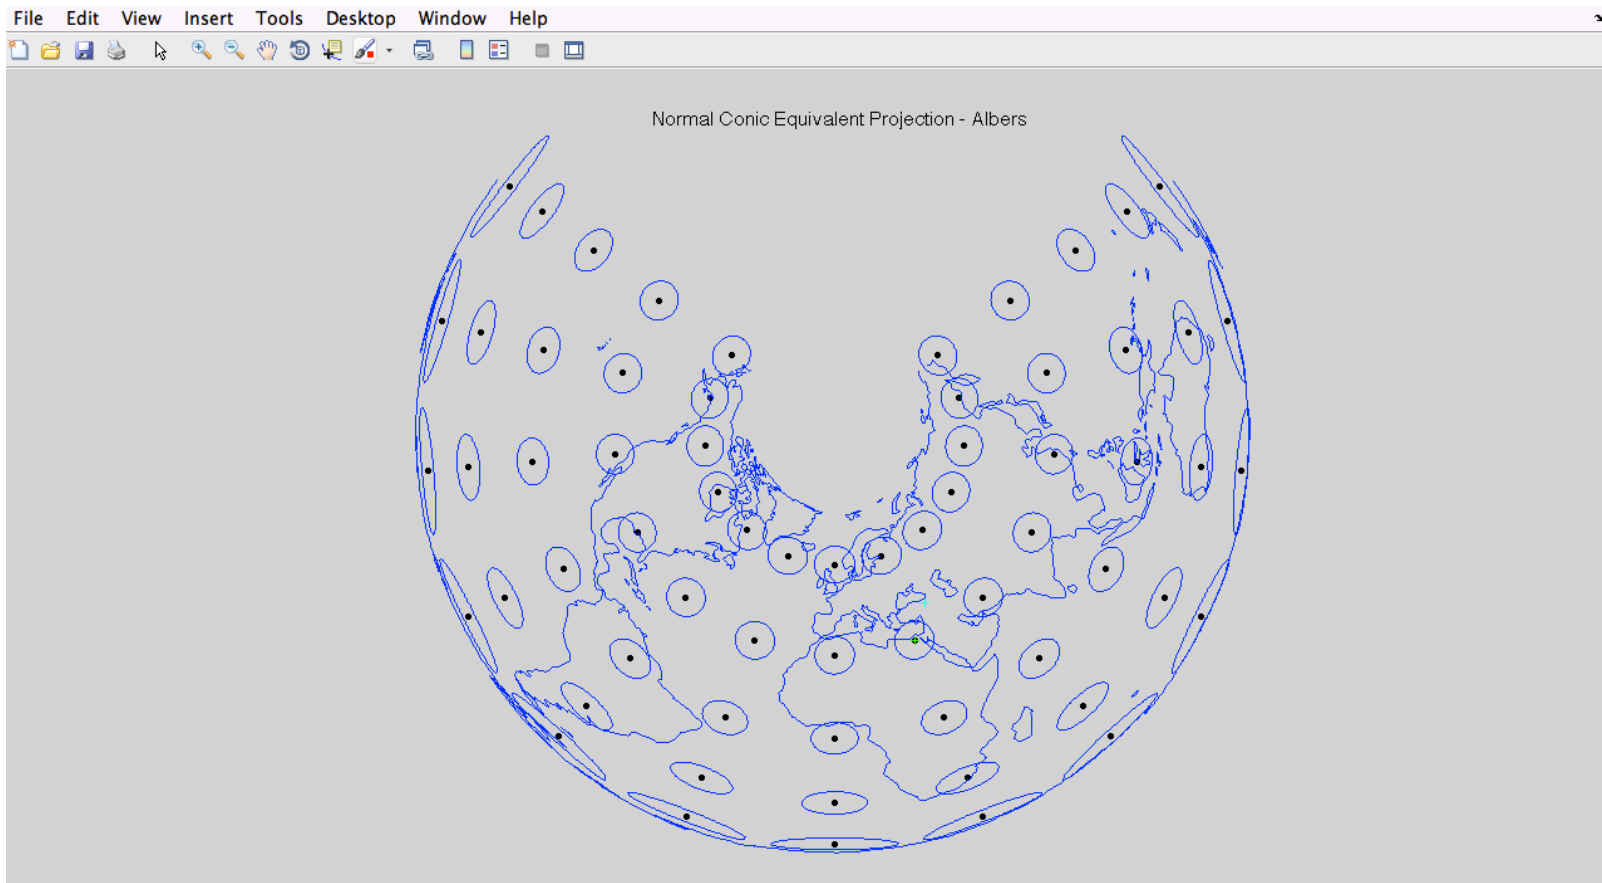 File Edit View Insert Tools Desktop Window Help
Normal Conic Equivalent Projection - Albers